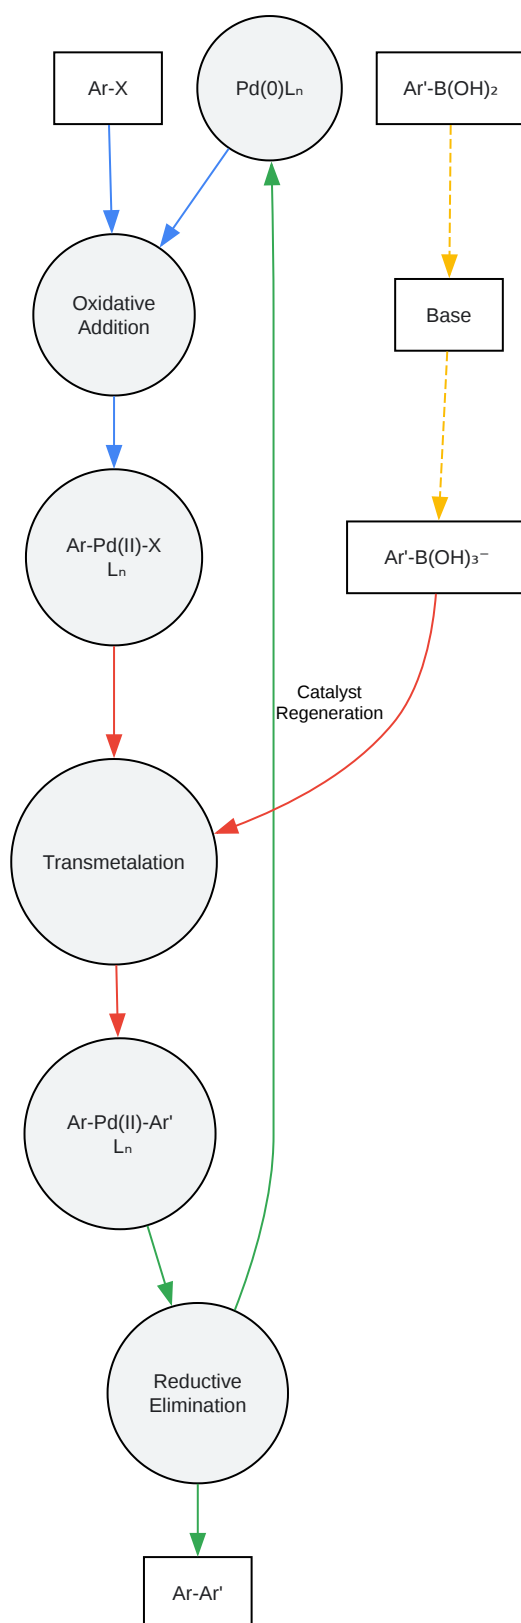 Ar-X
Pd(0)Lₙ
Ar'-B(OH)₂
Oxidative
Addition
Base
Ar-Pd(II)-X
Lₙ
Ar'-B(OH)₃⁻
Catalyst
Regeneration
Transmetalation
Ar-Pd(II)-Ar'
Lₙ
Reductive
Elimination
Ar-Ar'